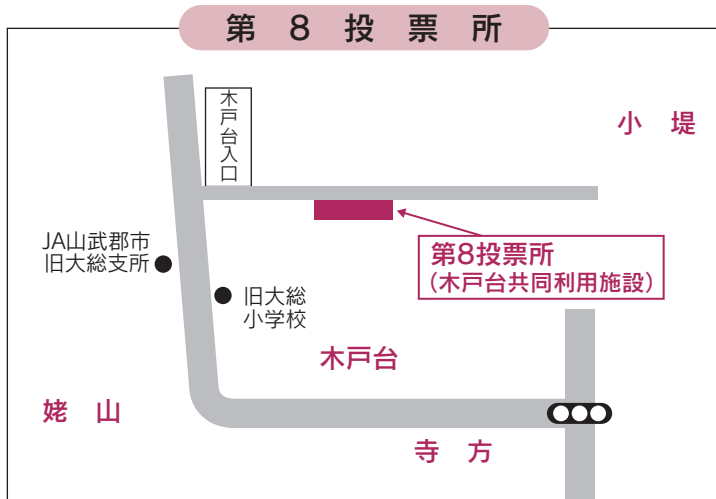 第8投票所
木戸台入口
小堤
JA山武郡市
旧大総支所
第8投票所
(木戸台共同利用施設)
旧大総
小学校
木戸台
姥山
寺方